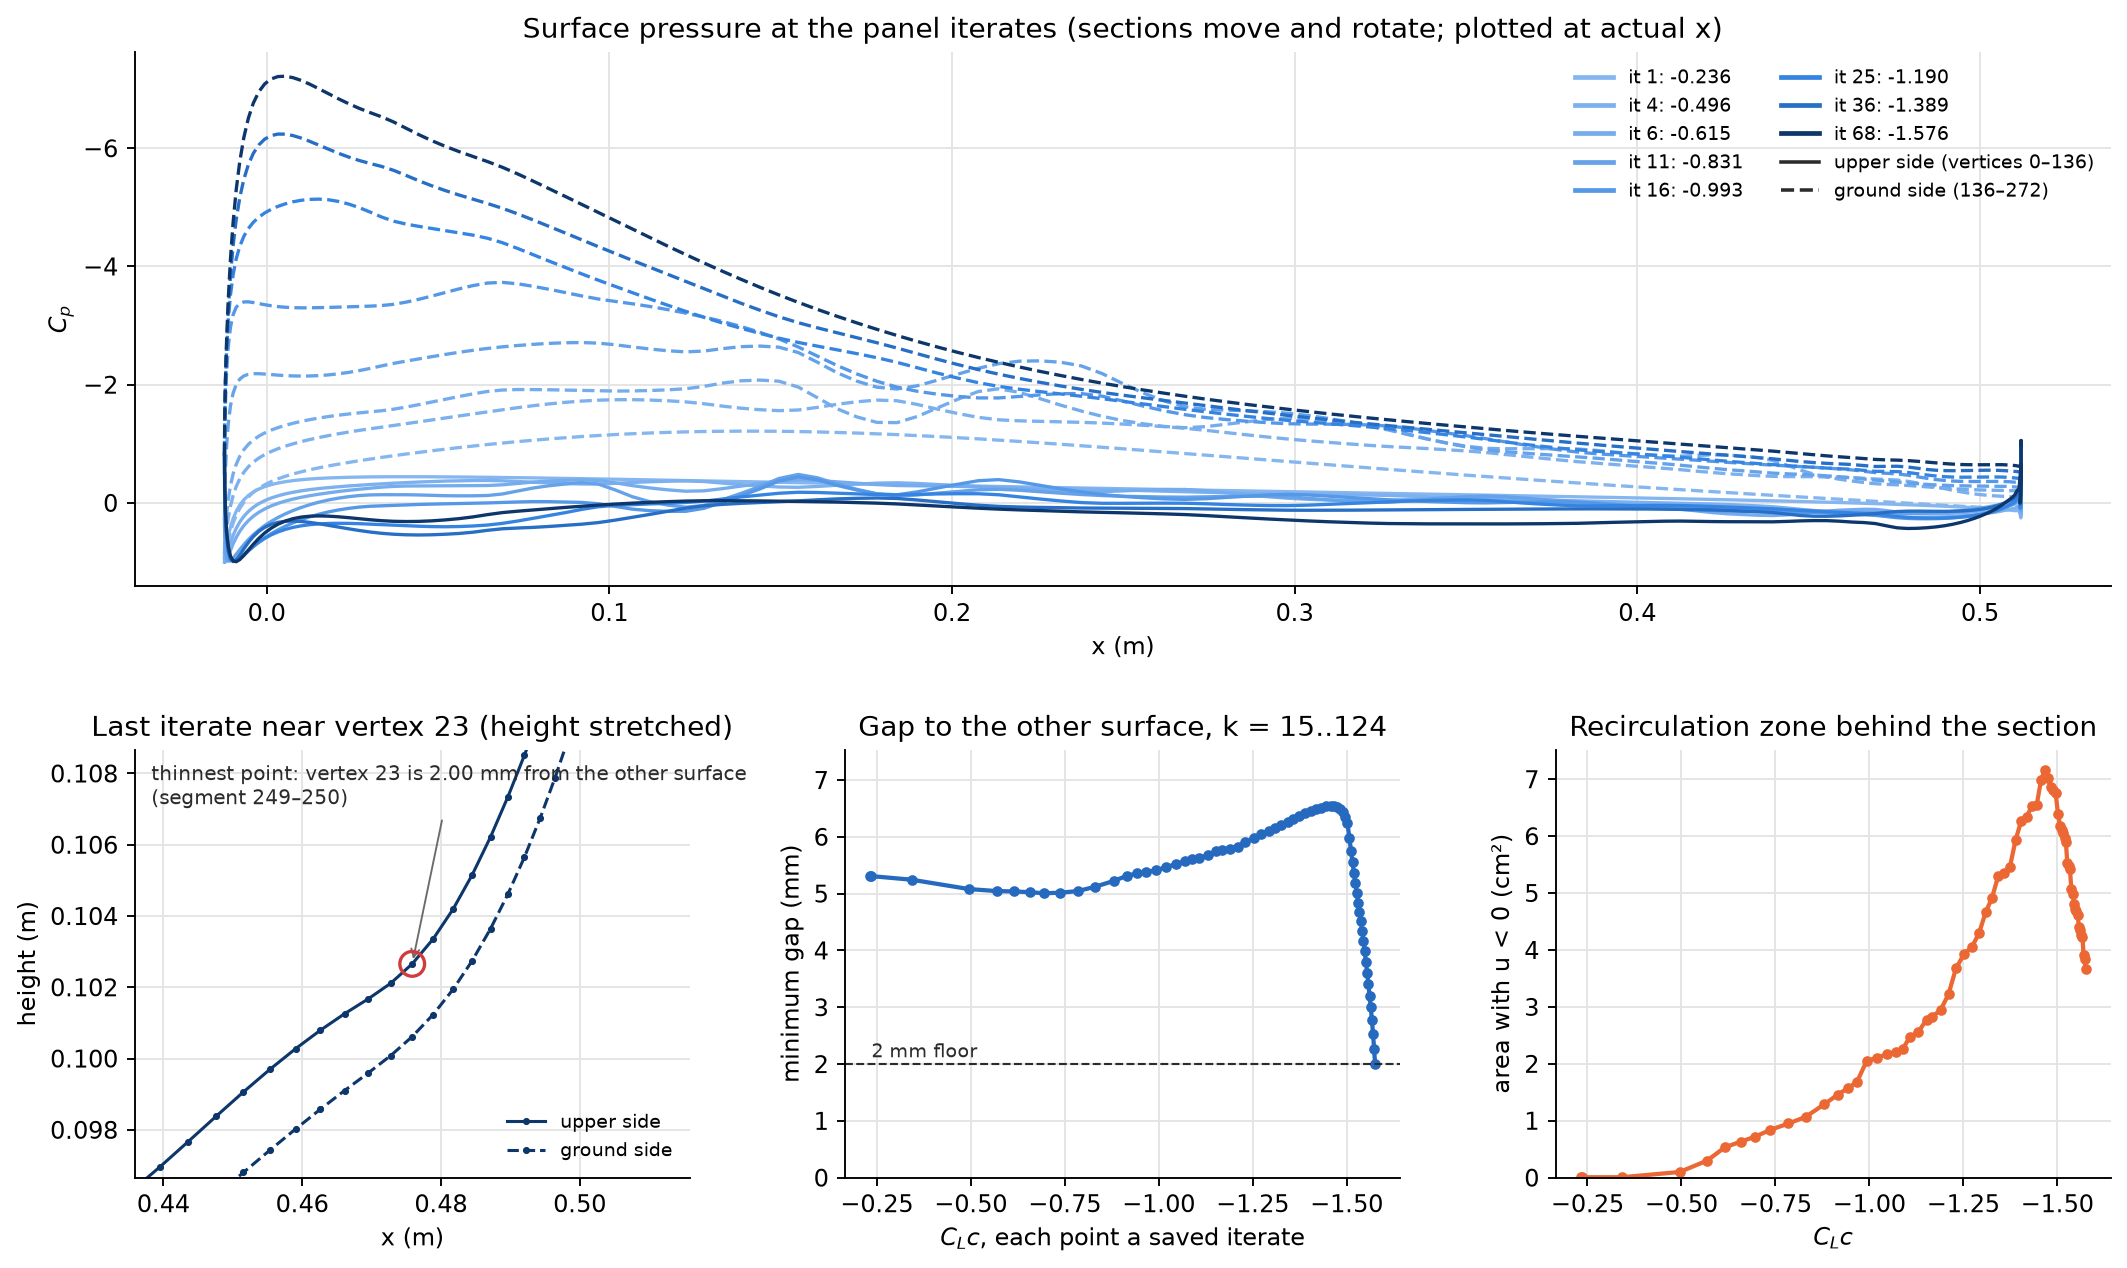 Surface pressure at the panel iterates (sections move and rotate; plotted at actual x)
it 1: -0.236
it 4: -0.496
it 6: -0.615
it 11: -0.831
it 16: -0.993
it 25: -1.190
it 36: -1.389
it 68: -1.576
upper side (vertices 0–136)
ground side (136–272)
Cp
−6
−4
−2
0
0.0 0.1 0.2 0.3 0.4 0.5
x (m)
Last iterate near vertex 23 (height stretched)
thinnest point: vertex 23 is 2.00 mm from the other surface
(segment 249–250)
height (m)
0.108
0.106
0.104
0.102
0.100
0.098
upper side
ground side
0.44 0.46 0.48 0.50
x (m)
Gap to the other surface, k = 15..124
minimum gap (mm)
7
6
5
4
3
2
1
0
2 mm floor
−0.25 −0.50 −0.75 −1.00 −1.25 −1.50
CLc, each point a saved iterate
Recirculation zone behind the section
area with u < 0 (cm²)
7
6
5
4
3
2
1
0
−0.25 −0.50 −0.75 −1.00 −1.25 −1.50
CLc